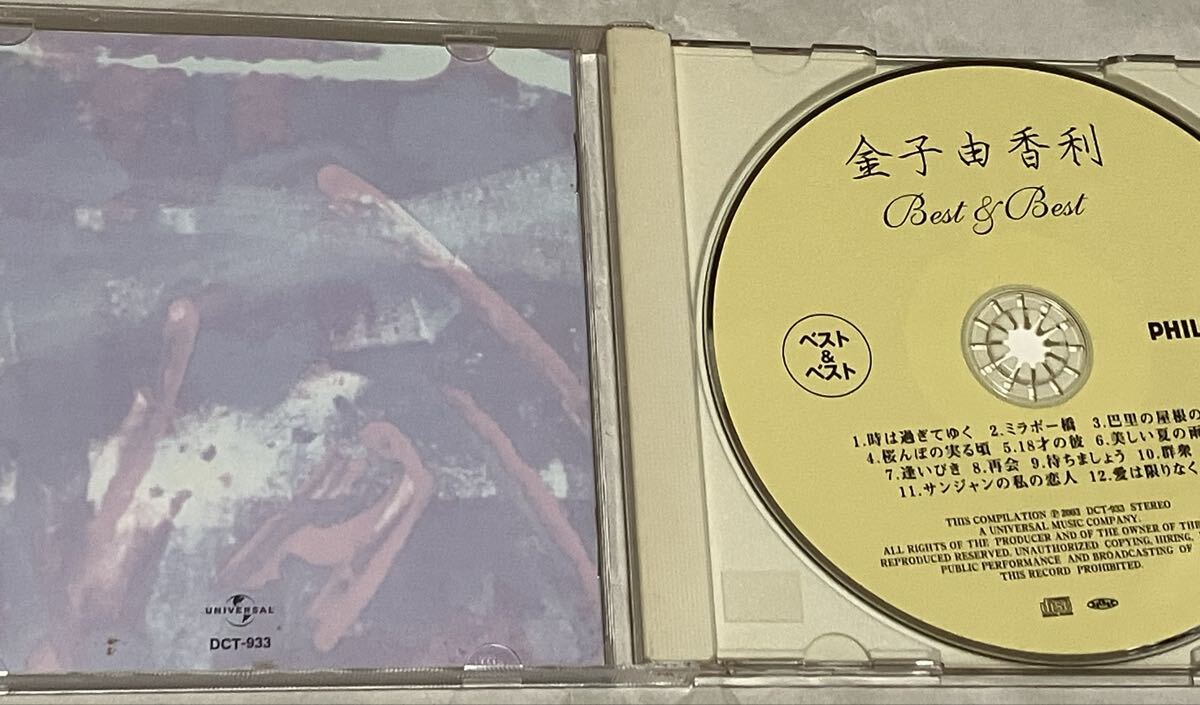 UNIVERSAL
DCT-933
金子由香利
Best & Best
ベスト
&
ベスト
PHIL
1.時は過ぎてゆく 2.ミラボー橋 3.巴里の屋根の
4.桜んぼの実る頃 5.18才の彼 6.美しい夏の雨
7.逢いびき 8.再会 9.待ちましょう 10.群衆
11.サンジャンの私の恋人 12.愛は限りなく
THIS COMPILATION ℗ 2003 DCT-933 STEREO
A UNIVERSAL MUSIC COMPANY.
ALL RIGHTS OF THE PRODUCER AND OF THE OWNER OF THE
REPRODUCED RESERVED. UNAUTHORIZED COPYING, HIRING,
PUBLIC PERFORMANCE AND BROADCASTING OF
THIS RECORD PROHIBITED.